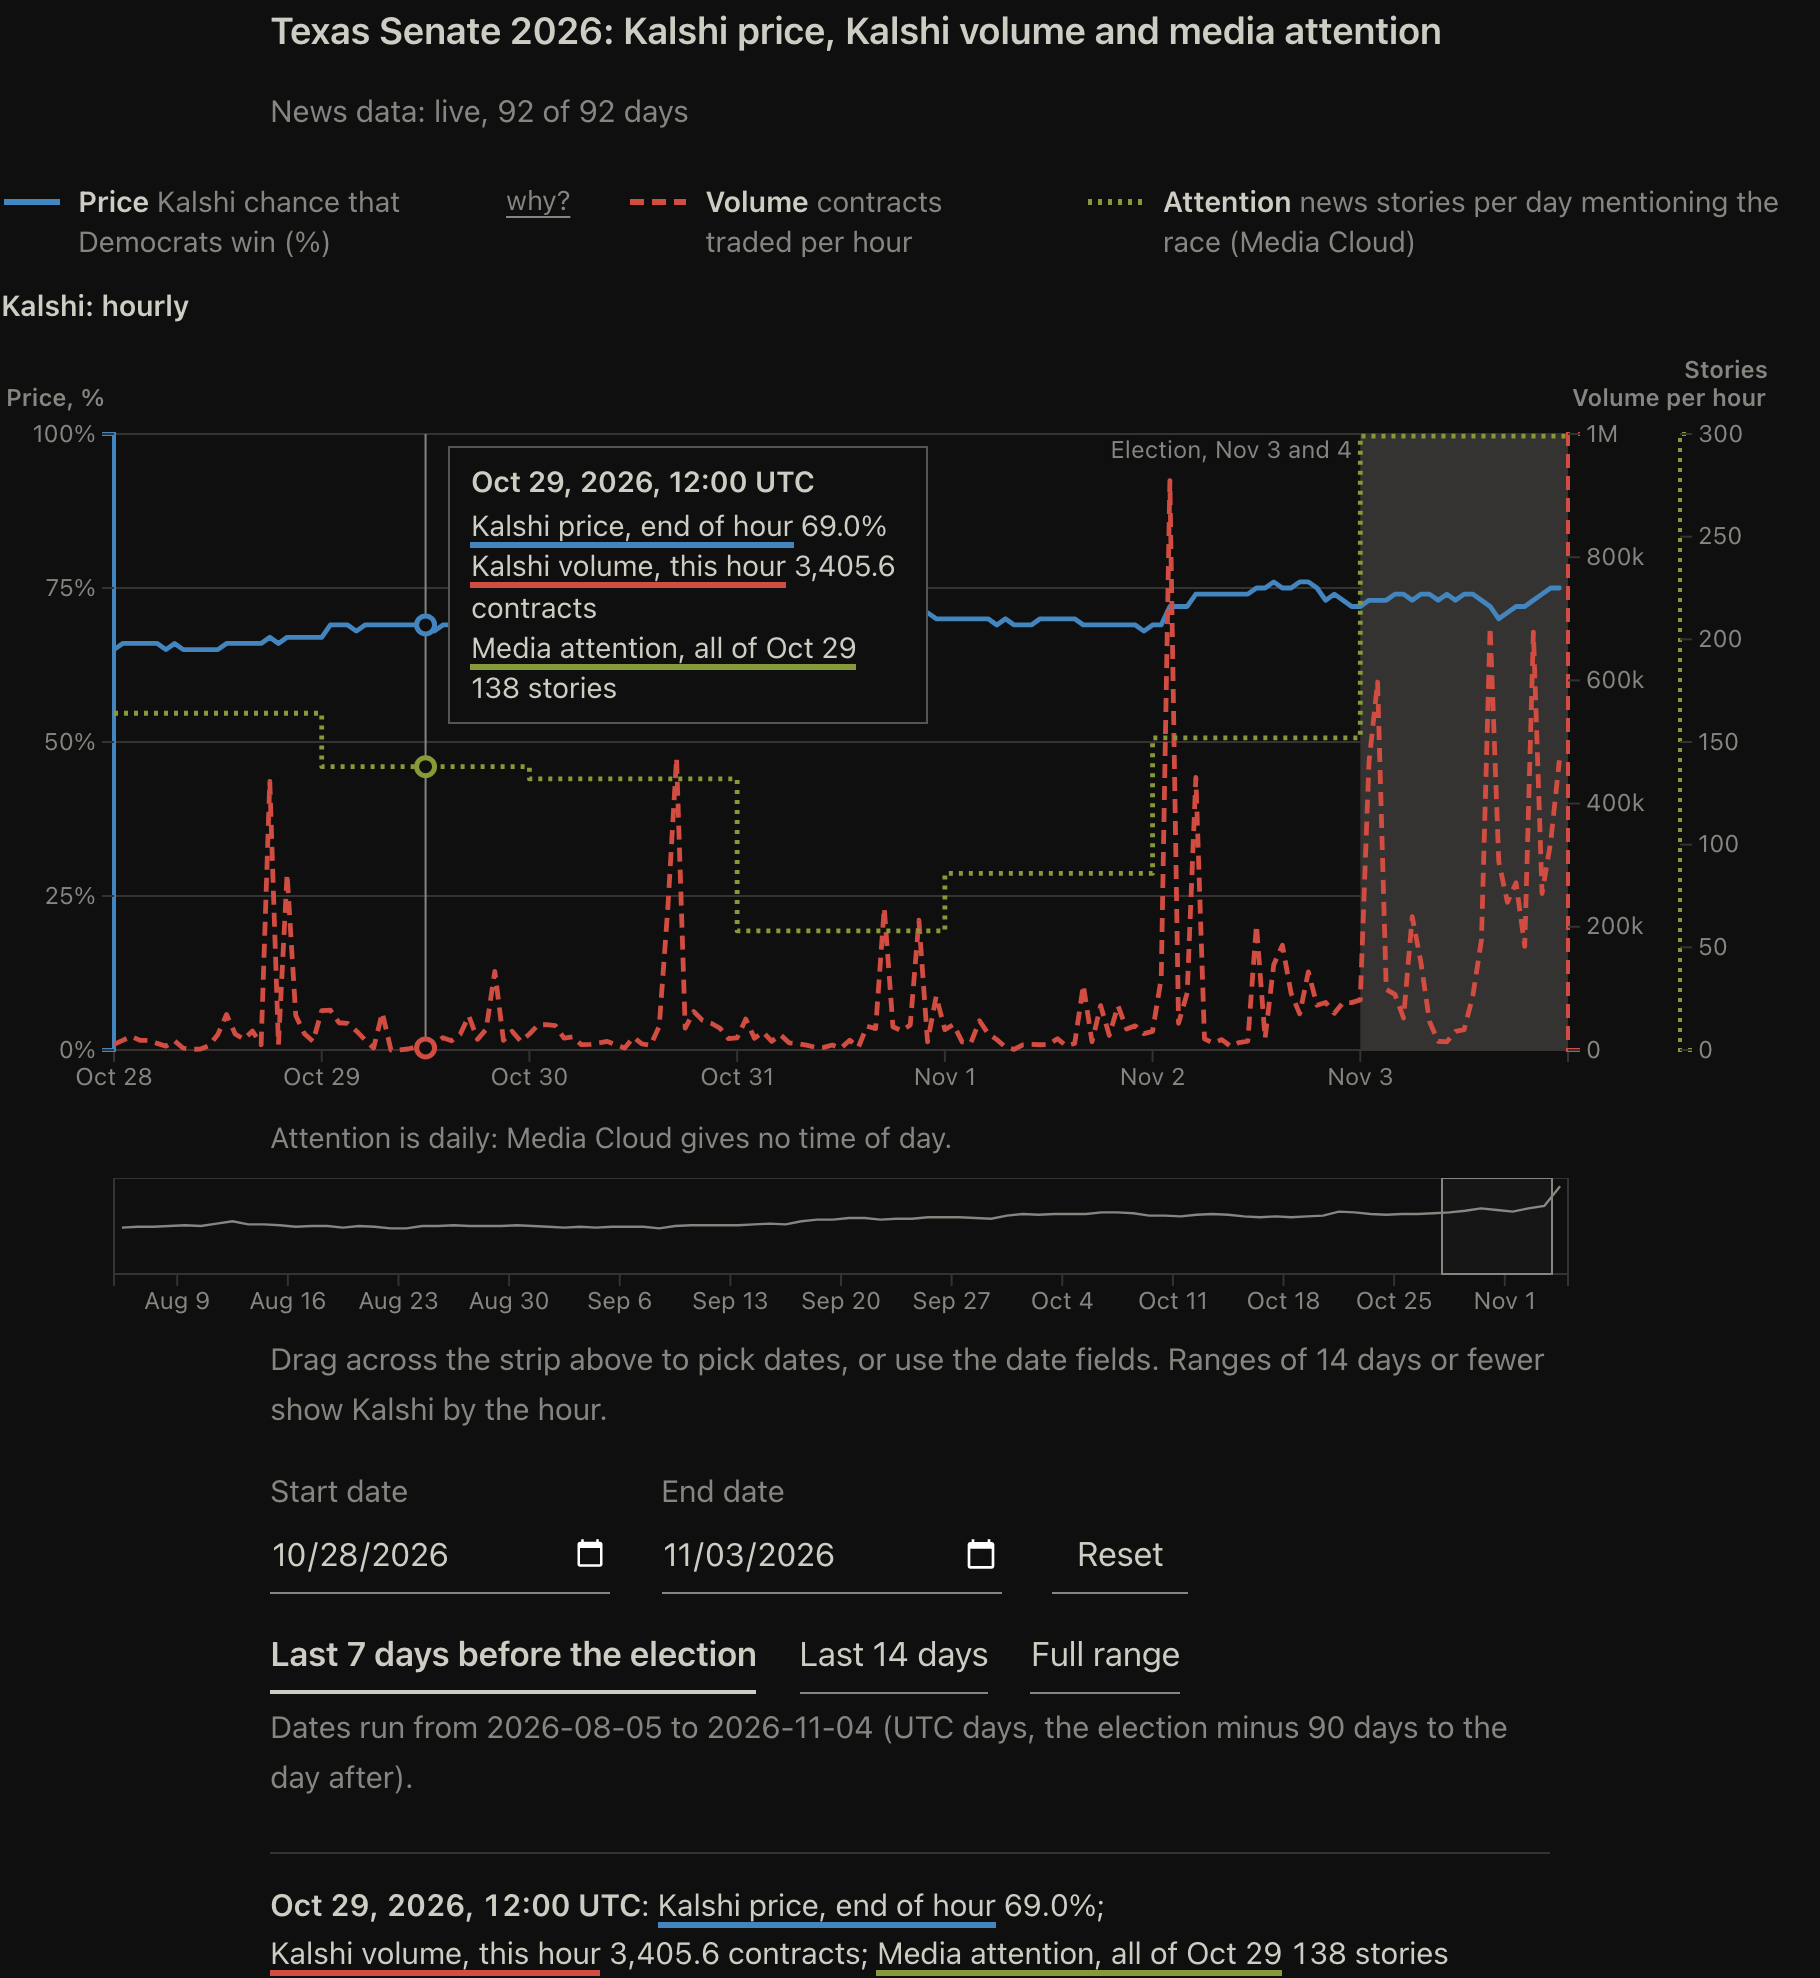 Texas Senate 2026: Kalshi price, Kalshi volume and media attention
News data: live, 92 of 92 days
Price Kalshi chance that
Democrats win (%)
why?
Volume contracts
traded per hour
Attention news stories per day mentioning the
race (Media Cloud)
Kalshi: hourly
Price, %
Stories
Volume per hour
100%
75%
50%
25%
0%
Election, Nov 3 and 4
Oct 29, 2026, 12:00 UTC
Kalshi price, end of hour 69.0%
Kalshi volume, this hour 3,405.6
contracts
Media attention, all of Oct 29
138 stories
1M
800k
600k
400k
200k
0
300
250
200
150
100
50
0
Oct 28 Oct 29 Oct 30 Oct 31 Nov 1 Nov 2 Nov 3
Attention is daily: Media Cloud gives no time of day.
Aug 9 Aug 16 Aug 23 Aug 30 Sep 6 Sep 13 Sep 20 Sep 27 Oct 4 Oct 11 Oct 18 Oct 25 Nov 1
Drag across the strip above to pick dates, or use the date fields. Ranges of 14 days or fewer
show Kalshi by the hour.
Start date End date
10/28/2026 11/03/2026 Reset
Last 7 days before the election Last 14 days Full range
Dates run from 2026-08-05 to 2026-11-04 (UTC days, the election minus 90 days to the
day after).
Oct 29, 2026, 12:00 UTC: Kalshi price, end of hour 69.0%;
Kalshi volume, this hour 3,405.6 contracts; Media attention, all of Oct 29 138 stories